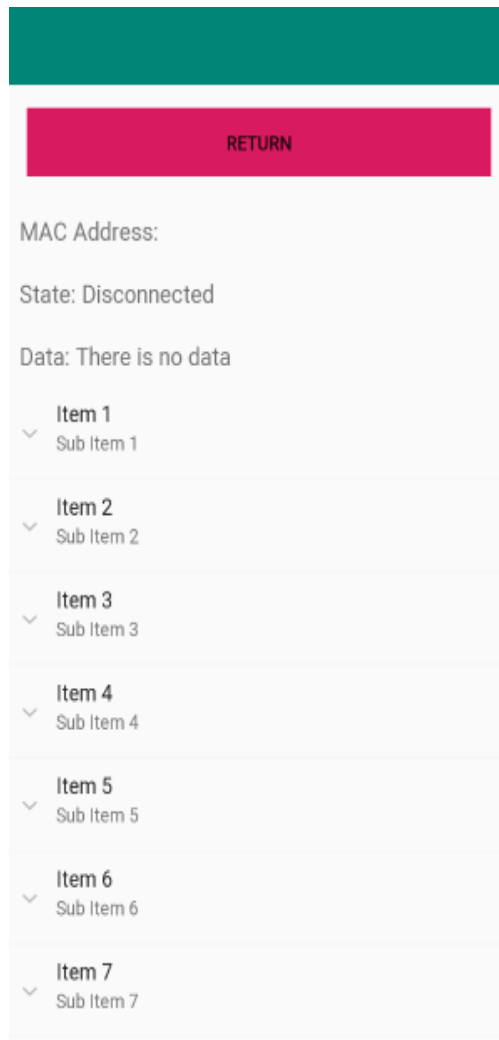 RETURN
MAC Address:
State: Disconnected
Data: There is no data
Item 1
Sub Item 1
Item 2
Sub Item 2
Item 3
Sub Item 3
Item 4
Sub Item 4
Item 5
Sub Item 5
Item 6
Sub Item 6
Item 7
Sub Item 7